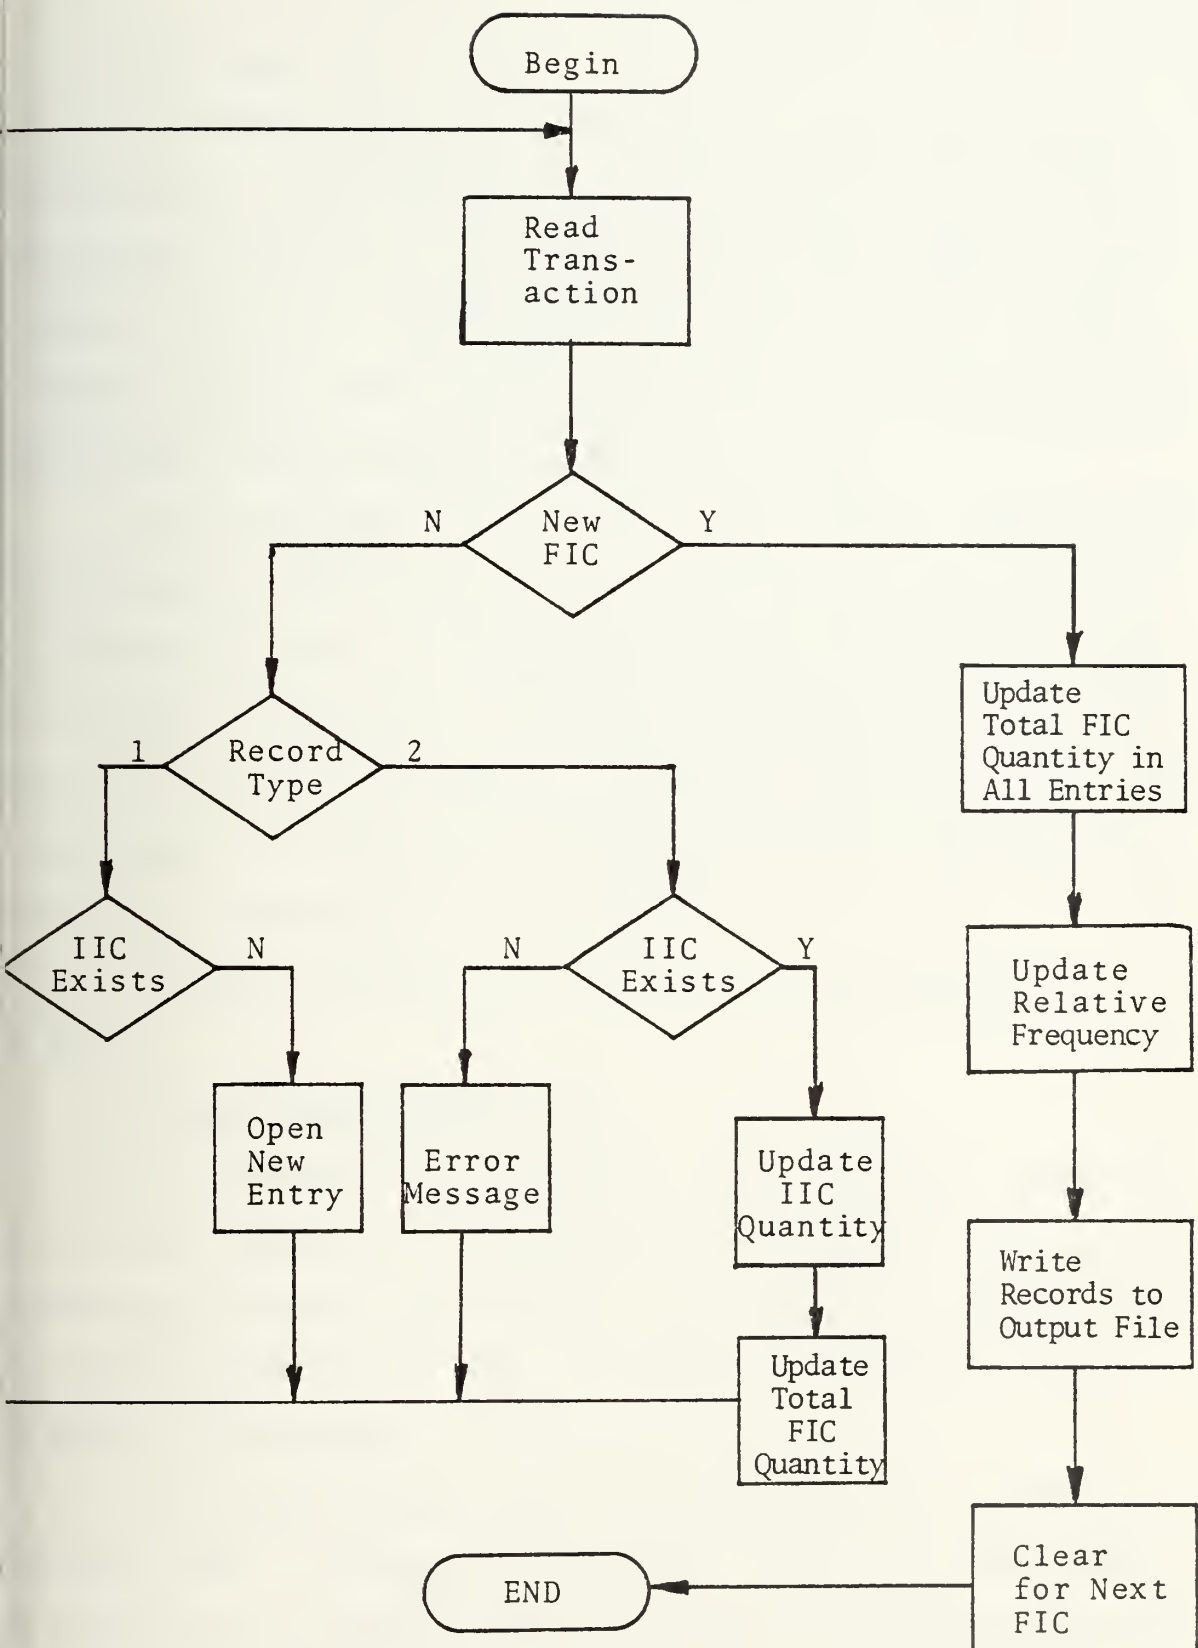 Begin
Read
Trans-
action
N
New
FIC
Y
1
Record
Type
2
Update
Total FIC
Quantity in
All Entries
IIC
Exists
N
N
IIC
Exists
Y
Update
Relative
Frequency
Open
New
Entry
Error
Message
Update
IIC
Quantity
Write
Records to
Output File
Update
Total
FIC
Quantity
Clear
for Next
FIC
END